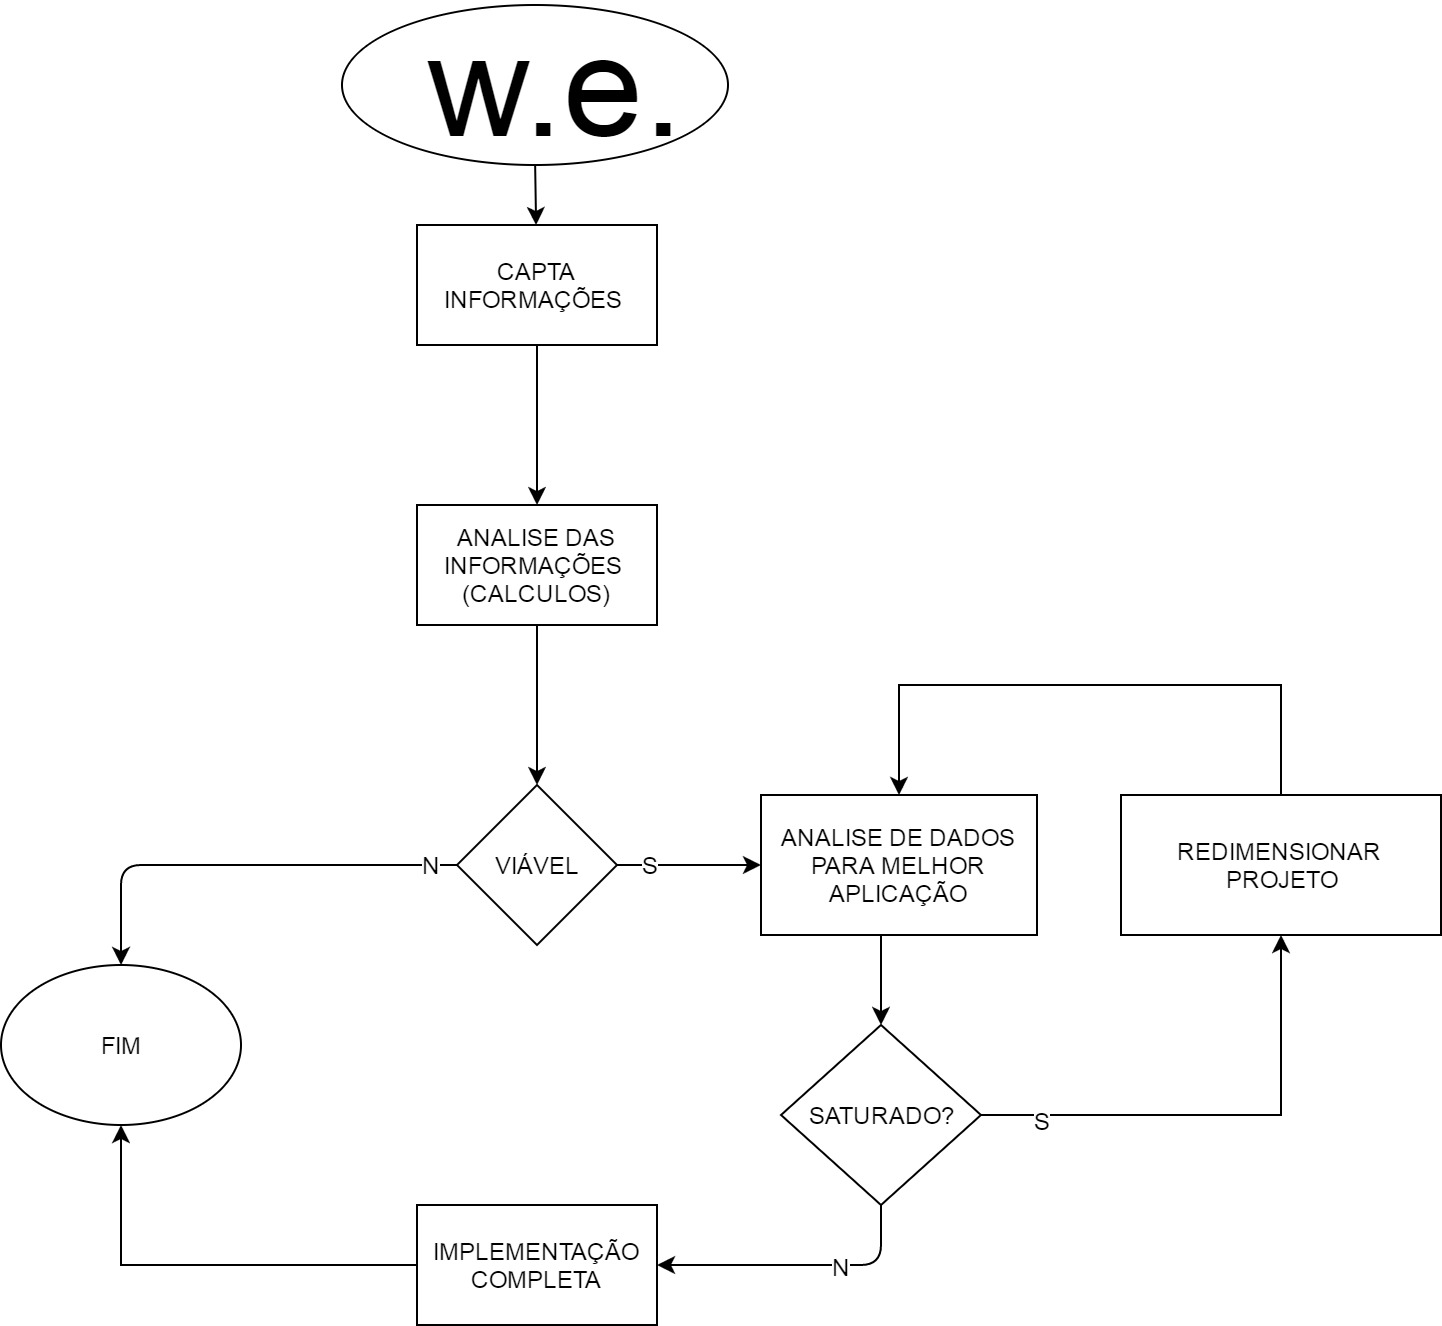 w.e.
CAPTA
INFORMAÇÕES
ANALISE DAS
INFORMAÇÕES
(CALCULOS)
N
VIÁVEL
S
ANALISE DE DADOS
PARA MELHOR
APLICAÇÃO
REDIMENSIONAR
PROJETO
FIM
SATURADO?
S
IMPLEMENTAÇÃO
COMPLETA
N